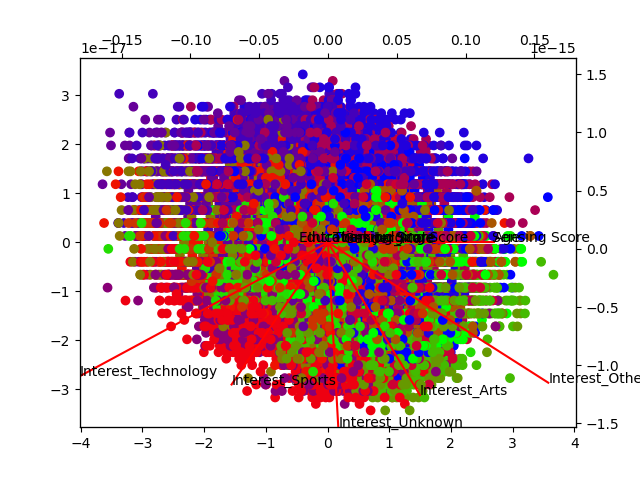 −0.15 −0.10 −0.05 0.00 0.05 0.10 0.15
1e−17 1e−15
3
2
1
0
−1
−2
−3
1.5
1.0
0.5
0.0
−0.5
−1.0
−1.5
Sensing Score
Interest_Technology
Interest_Sports
Interest_Arts
Interest_Othe
Interest_Unknown
−4 −3 −2 −1 0 1 2 3 4